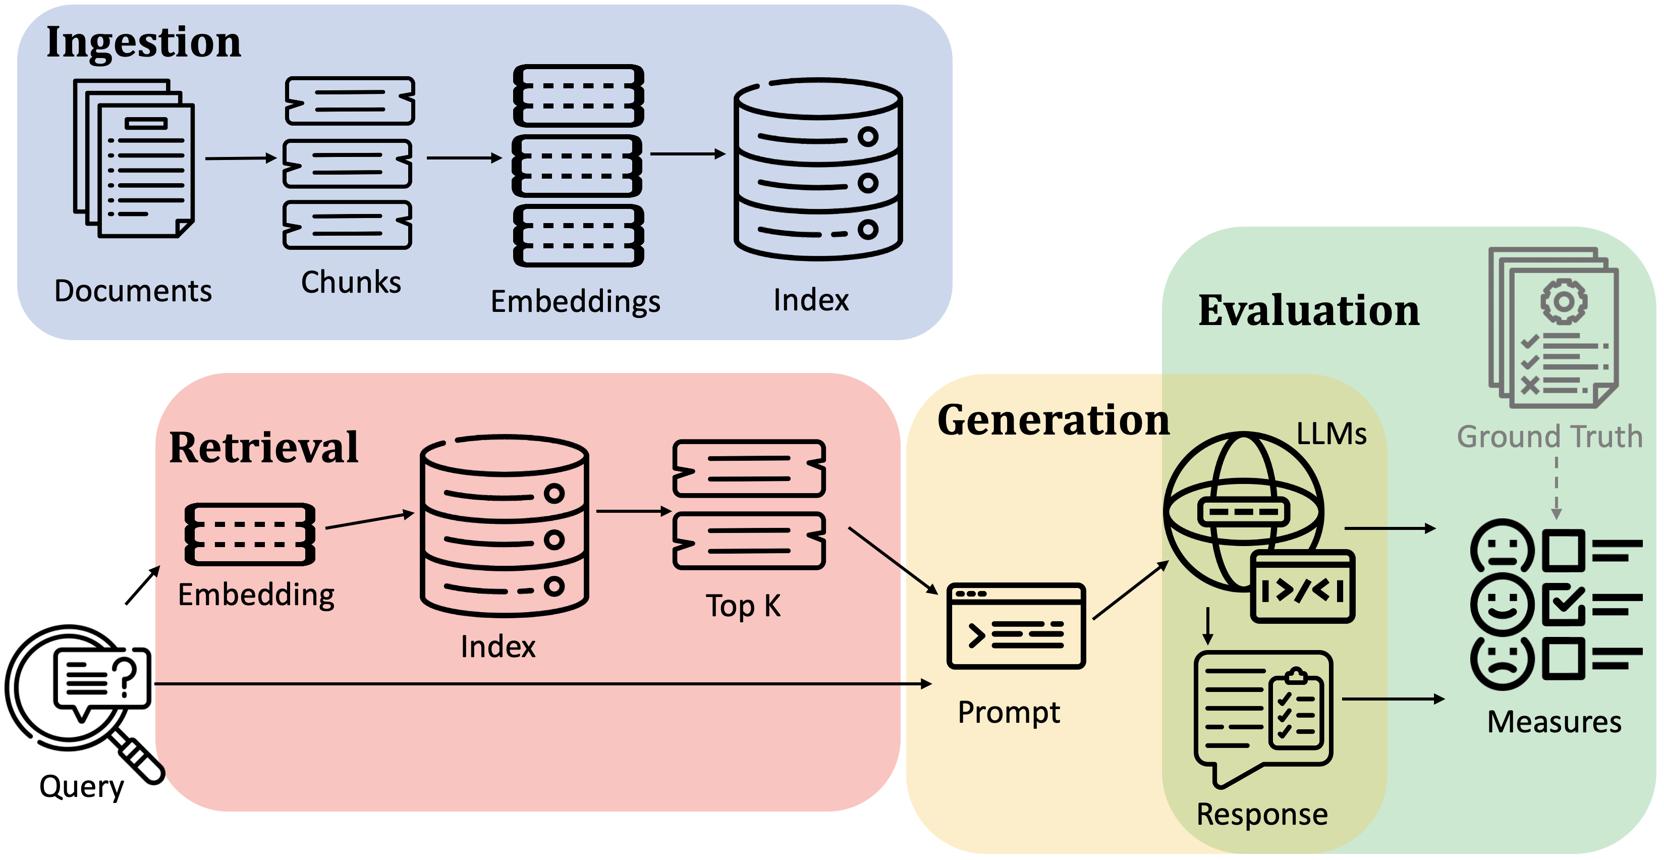 Ingestion
Documents
Chunks
Embeddings
Index
Retrieval
Embedding
Index
Top K
Query
?
Generation
Prompt
>
LLMs
|>/<|
Response
Evaluation
Ground Truth
Measures